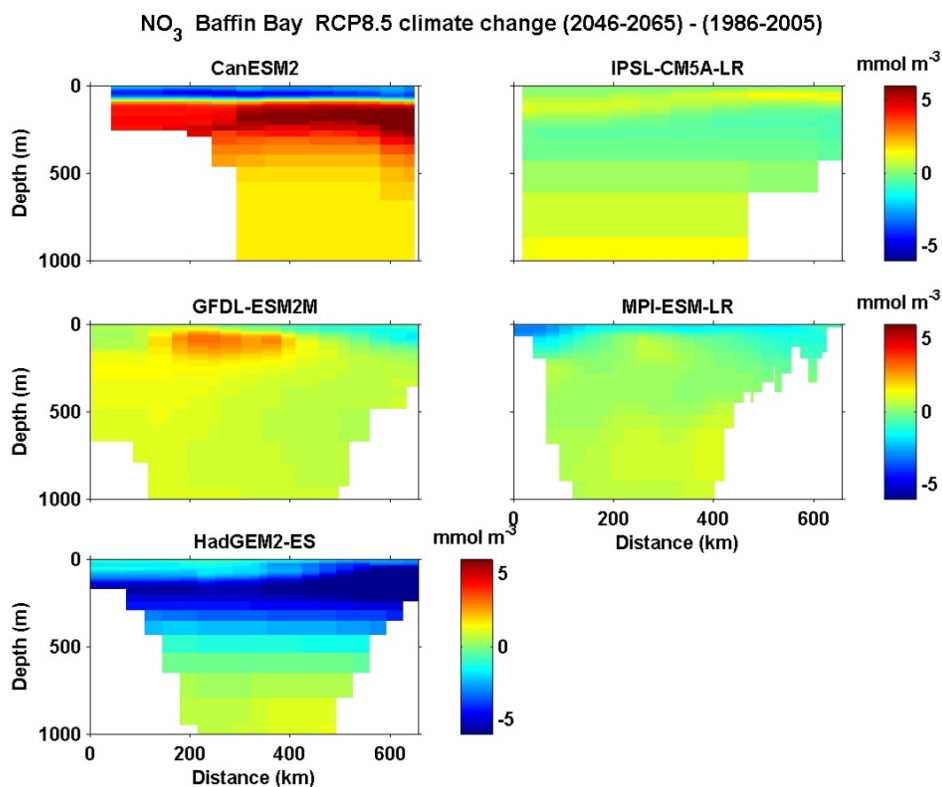 NO3 Baffin Bay RCP8.5 climate change (2046-2065) - (1986-2005)
CanESM2
IPSL-CM5A-LR
mmol m-3
Depth (m)
0
500
1000
5
0
-5
GFDL-ESM2M
MPI-ESM-LR
mmol m-3
Depth (m)
0
500
1000
0
200
400
600
Distance (km)
5
0
-5
HadGEM2-ES
mmol m-3
Depth (m)
0
500
1000
0
200
400
600
Distance (km)
5
0
-5